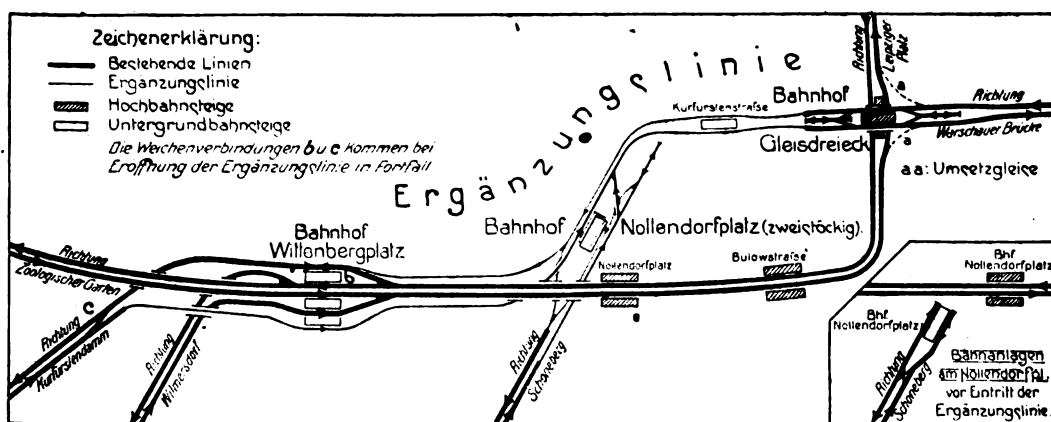 Zeichenerklärung:
Bestehende Linien
Ergänzungslinie
Hochbahnsteige
Untergrundbahnsteige
Die Weichenverbindungen b u c kommen bei
Eröffnung der Ergänzungslinie in Fortfall
Ergänzungslinie
Richtung
Leipziger
Platz
b
Kurfürstenstraße
Bahnhof
Gleisdreieck
Richtung
Warschauer Brücke
a
a a: Umsetzgleise
Bahnhof
Nollendorfplatz (zweistöckig).
Bahnhof
Wittenbergplatz
b
Nollendorfplatz
Bülowstraße
Richtung
Zoologischer Garten
c
Richtung
Kurfürstendamm
Richtung
Wilmersdorf
Richtung
Schöneberg
Bhf
Nollendorfplatz
Bhf.
Nollendorfplatz
Richtung
Schöneberg
Bahnanlagen
am Nollendorfpl.
vor Eintritt der
Ergänzungslinie.